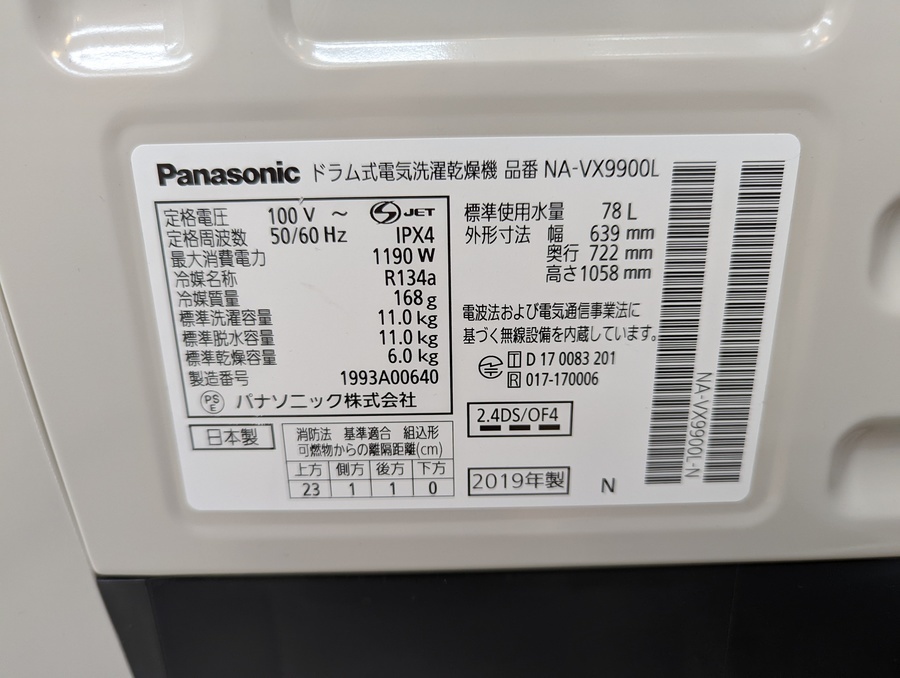 Panasonic ドラム式電気洗濯乾燥機 品番 NA-VX9900L
定格電圧 100 V ～ S JET
定格周波数 50/60 Hz IPX4
最大消費電力 1190 W
冷媒名称 R134a
冷媒質量 168 g
標準洗濯容量 11.0 kg
標準脱水容量 11.0 kg
標準乾燥容量 6.0 kg
製造番号 1993A00640
PS E パナソニック株式会社
日本製
消防法 基準適合 組込形
可燃物からの離隔距離(cm)
上方 側方 後方 下方
23 1 1 0
標準使用水量 78 L
外形寸法 幅 639 mm
奥行 722 mm
高さ 1058 mm
電波法および電気通信事業法に
基づく無線設備を内蔵しています。
T D 17 0083 201
R 017-170006
2.4DS/OF4
2019年製 N
NA-VX9900L-N